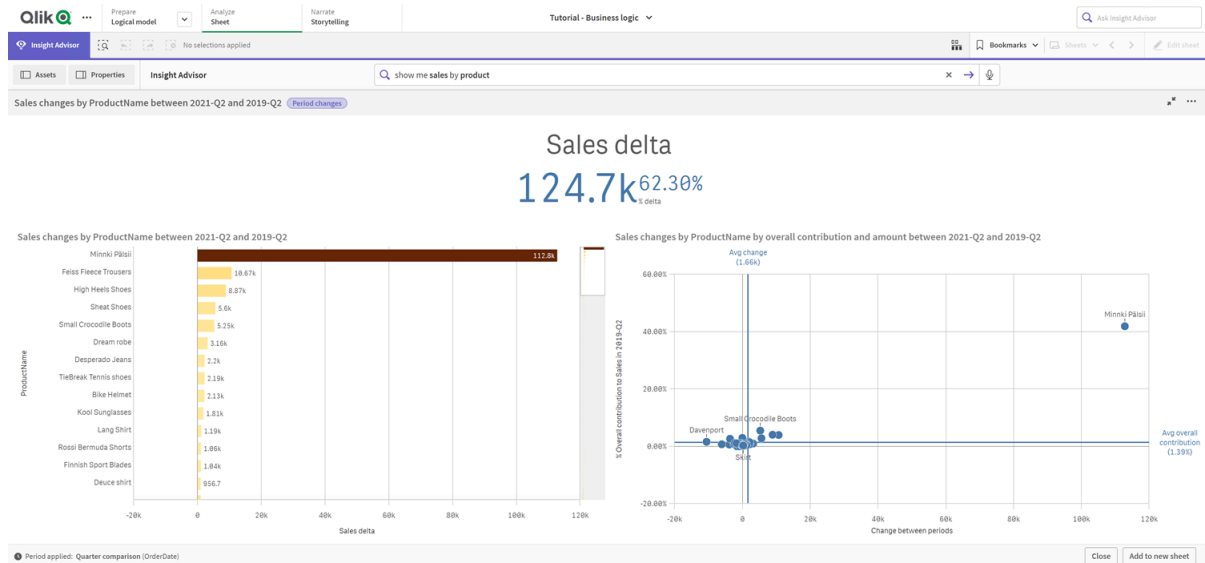 Qlik
Prepare
Logical model
Analyze
Sheet
Narrate
Storytelling
Tutorial - Business logic
Ask Insight Advisor
Insight Advisor
No selections applied
Bookmarks
Sheets
Edit sheet
Assets
Properties
Insight Advisor
show me sales by product
Sales changes by ProductName between 2021-Q2 and 2019-Q2
Period changes
Sales delta
124.7k
62.30%
% delta
Sales changes by ProductName between 2021-Q2 and 2019-Q2
ProductName
Minnki Pälsii 112.8k
Feiss Fleece Trousers 10.67k
High Heels Shoes 8.87k
Sheat Shoes 5.6k
Small Crocodile Boots 5.25k
Dream robe 3.16k
Desperado Jeans 2.2k
TieBreak Tennis shoes 2.19k
Bike Helmet 2.13k
Kool Sunglasses 1.81k
Lang Shirt 1.19k
Rossi Bermuda Shorts 1.06k
Finnish Sport Blades 1.04k
Deuce shirt 956.7
-20k 0 20k 40k 60k 80k 100k 120k
Sales delta
Sales changes by ProductName by overall contribution and amount between 2021-Q2 and 2019-Q2
Avg change
(1.66k)
% Overall contribution to Sales in 2019-Q2
60.00%
Minnki Pälsii
40.00%
20.00%
Small Crocodile Boots
Davenport
0.00%
Skirt
Avg overall
contribution
(1.39%)
-20.00%
-20k 0 20k 40k 60k 80k 100k 120k
Change between periods
Period applied: Quarter comparison (OrderDate)
Close
Add to new sheet